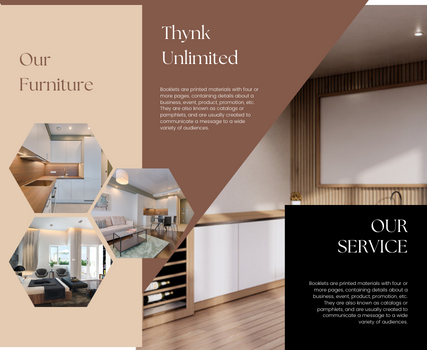 Our
Furniture
Thynk
Unlimited
Booklets are printed materials with four or
more pages, containing details about a
business, event, product, promotion, etc.
They are also known as catalogs or
pamphlets, and are usually created to
communicate a message to a wide
variety of audiences.
OUR
SERVICE
Booklets are printed materials with four or
more pages, containing details about a
business, event, product, promotion, etc.
They are also known as catalogs or
pamphlets, and are usually created to
communicate a message to a wide
variety of audiences.